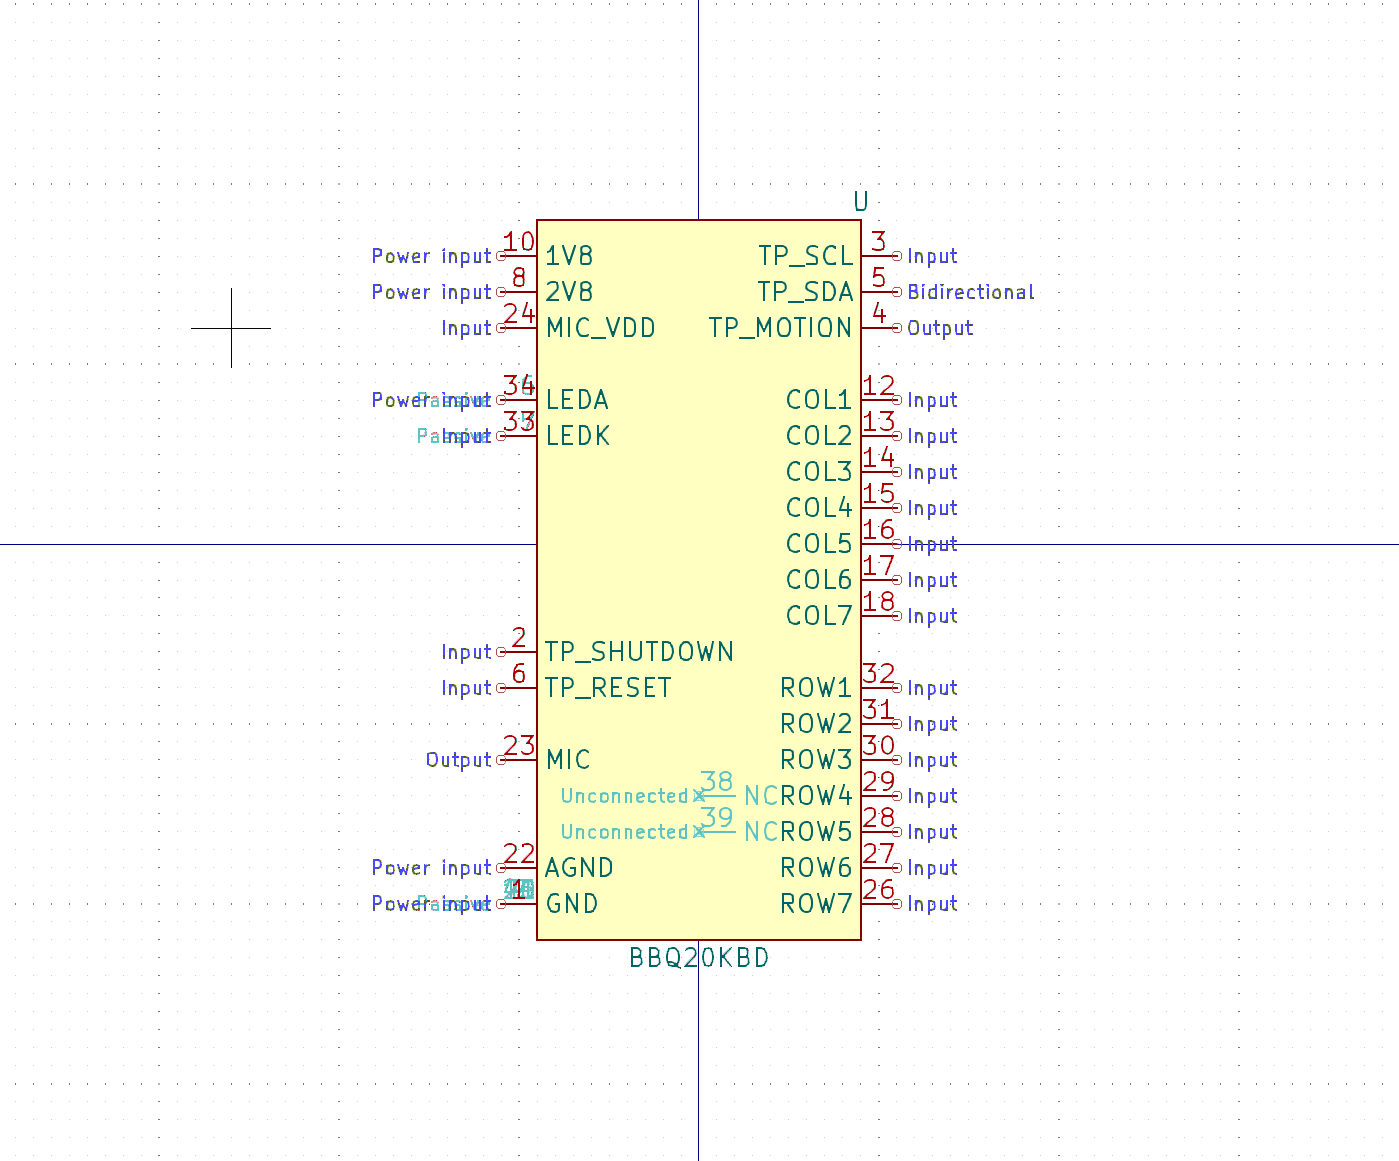 U
10 3
Power input 1V8 TP_SCL Input
8 5
Power input 2V8 TP_SDA Bidirectional
24 4
Input MIC_VDD TP_MOTION Output
34 12
Power input Passive LEDA COL1 Input
33 13
Input Passive LEDK COL2 Input
14
COL3 Input
15
COL4 Input
16
COL5 Input
17
COL6 Input
18
COL7 Input
2
Input TP_SHUTDOWN
6 32
Input TP_RESET ROW1 Input
31
ROW2 Input
23 30
Output MIC ROW3 Input
38 29
Unconnected NC ROW4 Input
39 28
Unconnected NC ROW5 Input
22 27
Power input AGND ROW6 Input
1 26
Power input Passive GND ROW7 Input
BBQ20KBD